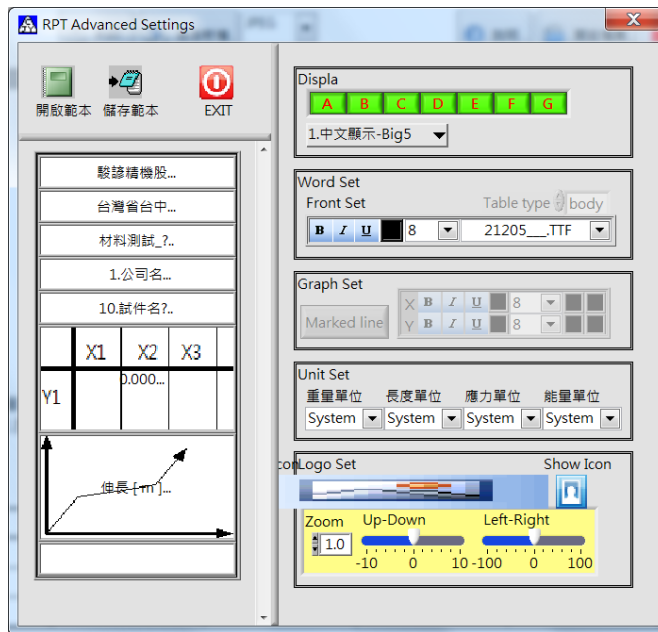 RPT Advanced Settings
開啟範本 儲存範本 EXIT
駿諺精機股...
台灣省台中...
材料測試_?..
1.公司名...
10.試件名?..
X1 X2 X3
0.000...
Y1
伸長 [ m ]...
Displa
A B C D E F G
1.中文顯示-Big5
Word Set
Front Set Table type body
B I U 8 21205___.TTF
Graph Set
Marked line
X B I U 8
Y B I U 8
Unit Set
重量單位 長度單位 應力單位 能量單位
System System System System
con Logo Set Show Icon
Zoom Up-Down Left-Right
1.0
-10 0 10 -100 0 100